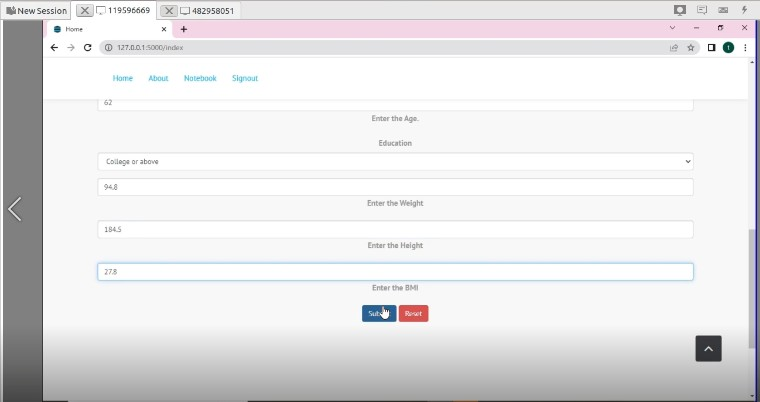 New Session 119596669 482958051
Home
127.0.0.1:5000/index
Home About Notebook Signout
62
Enter the Age.
Education
College or above
94.8
Enter the Weight
184.5
Enter the Height
27.8
Enter the BMI
Reset